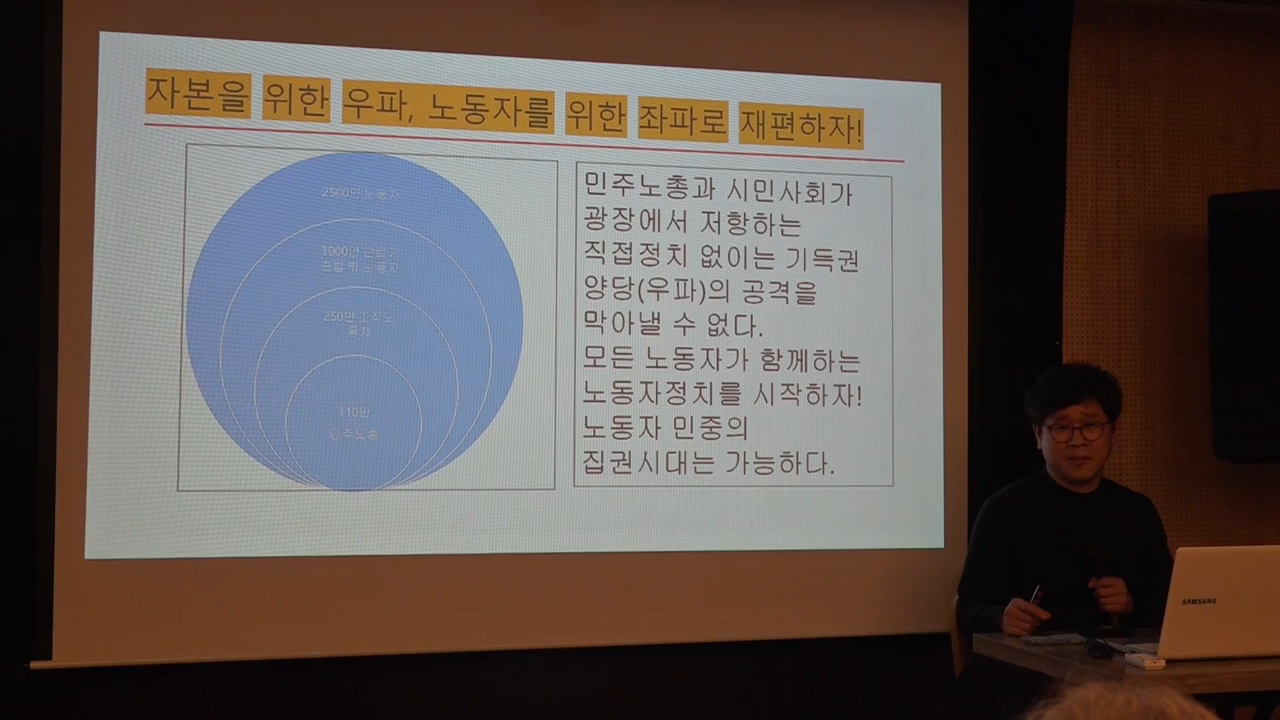 자본을 위한 우파, 노동자를 위한 좌파로 재편하자!
2500만 노동자
1000만 근로기
준법 밖 노동자
250만 조직노
동자
110만
민주노총
민주노총과 시민사회가
광장에서 저항하는
직접정치 없이는 기득권
양당(우파)의 공격을
막아낼 수 없다.
모든 노동자가 함께하는
노동자정치를 시작하자!
노동자 민중의
집권시대는 가능하다.
SAMSUNG